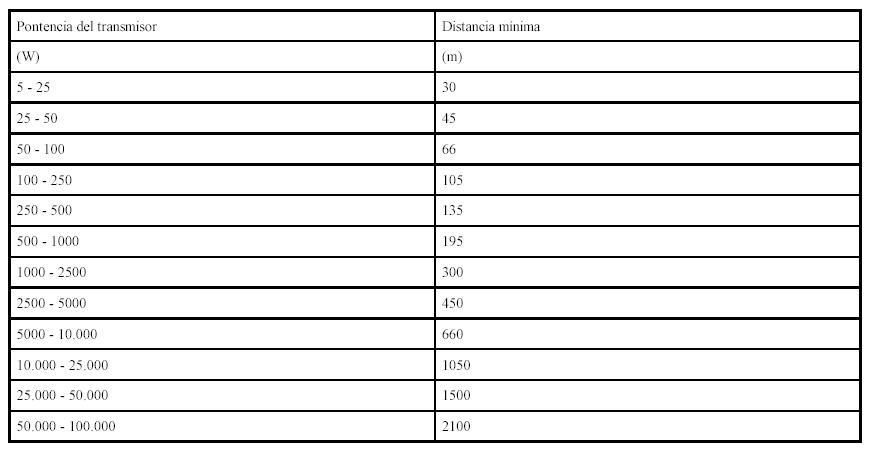 Pontencia del transmisor Distancia minima
(W) (m)
5 - 25 30
25 - 50 45
50 - 100 66
100 - 250 105
250 - 500 135
500 - 1000 195
1000 - 2500 300
2500 - 5000 450
5000 - 10.000 660
10.000 - 25.000 1050
25.000 - 50.000 1500
50.000 - 100.000 2100